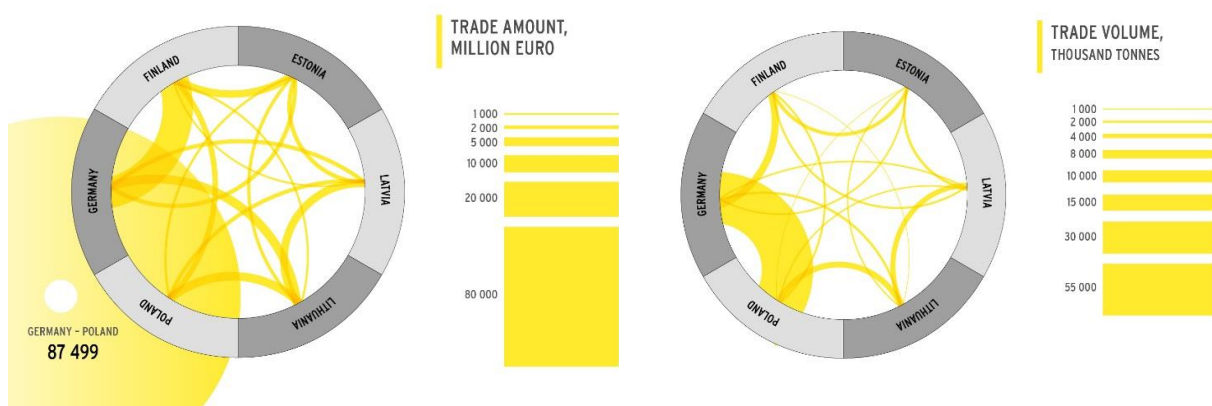 TRADE AMOUNT,
MILLION EURO
FINLAND
ESTONIA
GERMANY
LATVIA
POLAND
LITHUANIA
1 000
2 000
5 000
10 000
20 000
80 000
GERMANY – POLAND
87 499
TRADE VOLUME,
THOUSAND TONNES
FINLAND
ESTONIA
GERMANY
LATVIA
POLAND
LITHUANIA
1 000
2 000
4 000
8 000
10 000
15 000
30 000
55 000